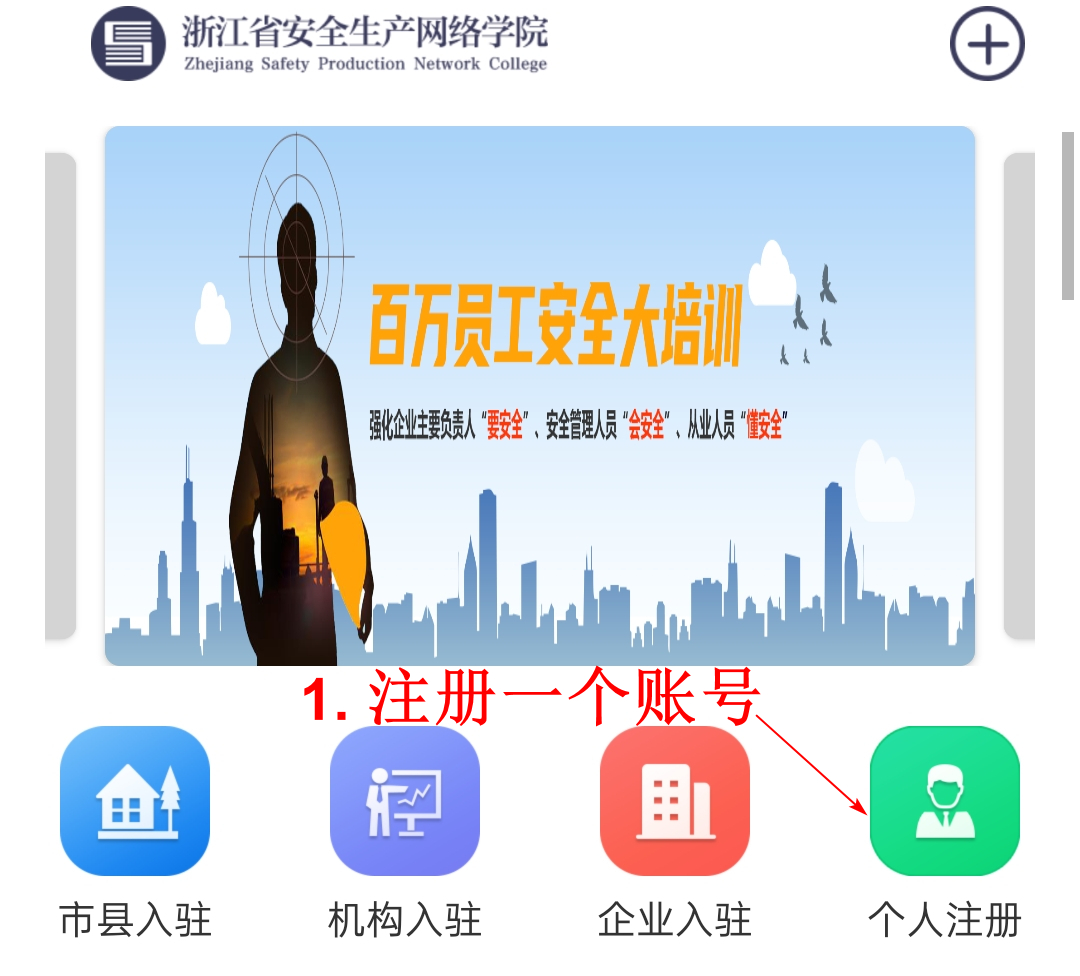 浙江省安全生产网络学院
Zhejiang Safety Production Network College
百万员工安全大培训
强化企业主要负责人“要安全”、安全管理人员“会安全”、从业人员“懂安全”
1. 注册一个账号
市县入驻
机构入驻
企业入驻
个人注册